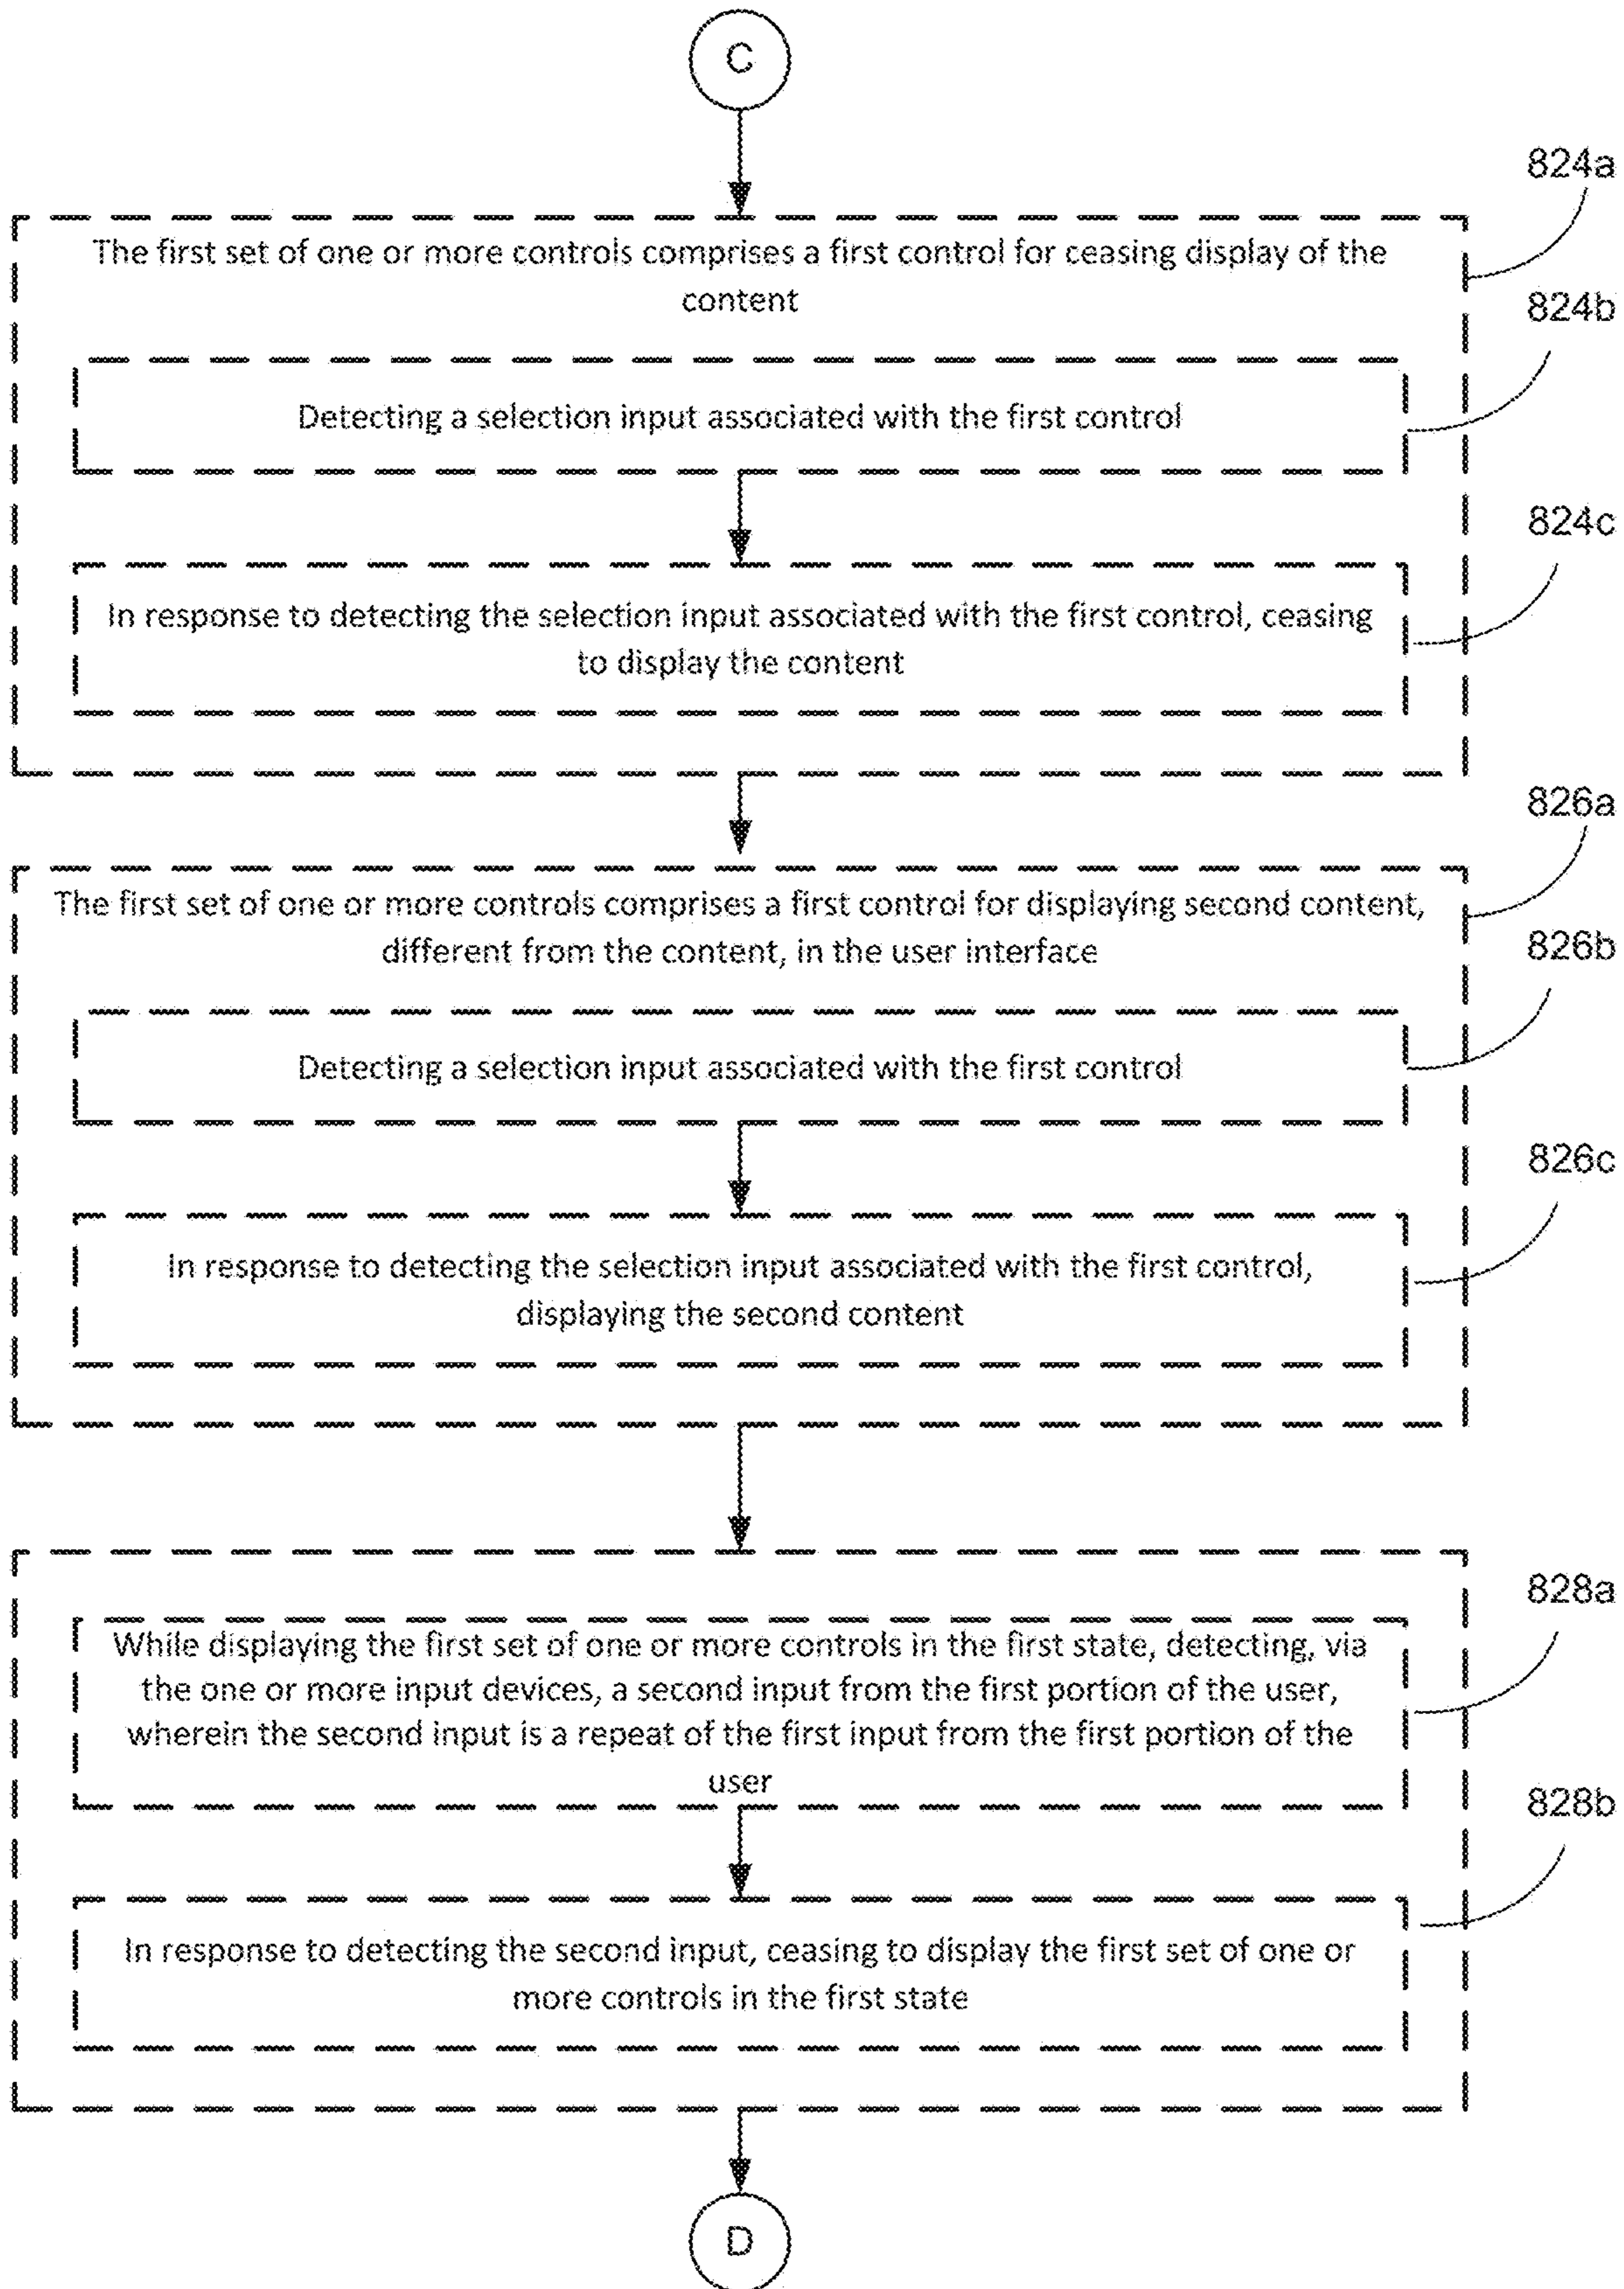 C
824a
The first set of one or more controls comprises a first control for ceasing display of the
content
824b
Detecting a selection input associated with the first control
824c
In response to detecting the selection input associated with the first control, ceasing
to display the content
826a
The first set of one or more controls comprises a first control for displaying second content,
different from the content, in the user interface
826b
Detecting a selection input associated with the first control
826c
In response to detecting the selection input associated with the first control,
displaying the second content
828a
While displaying the first set of one or more controls in the first state, detecting, via
the one or more input devices, a second input from the first portion of the user,
wherein the second input is a repeat of the first input from the first portion of the
user
828b
In response to detecting the second input, ceasing to display the first set of one or
more controls in the first state
D